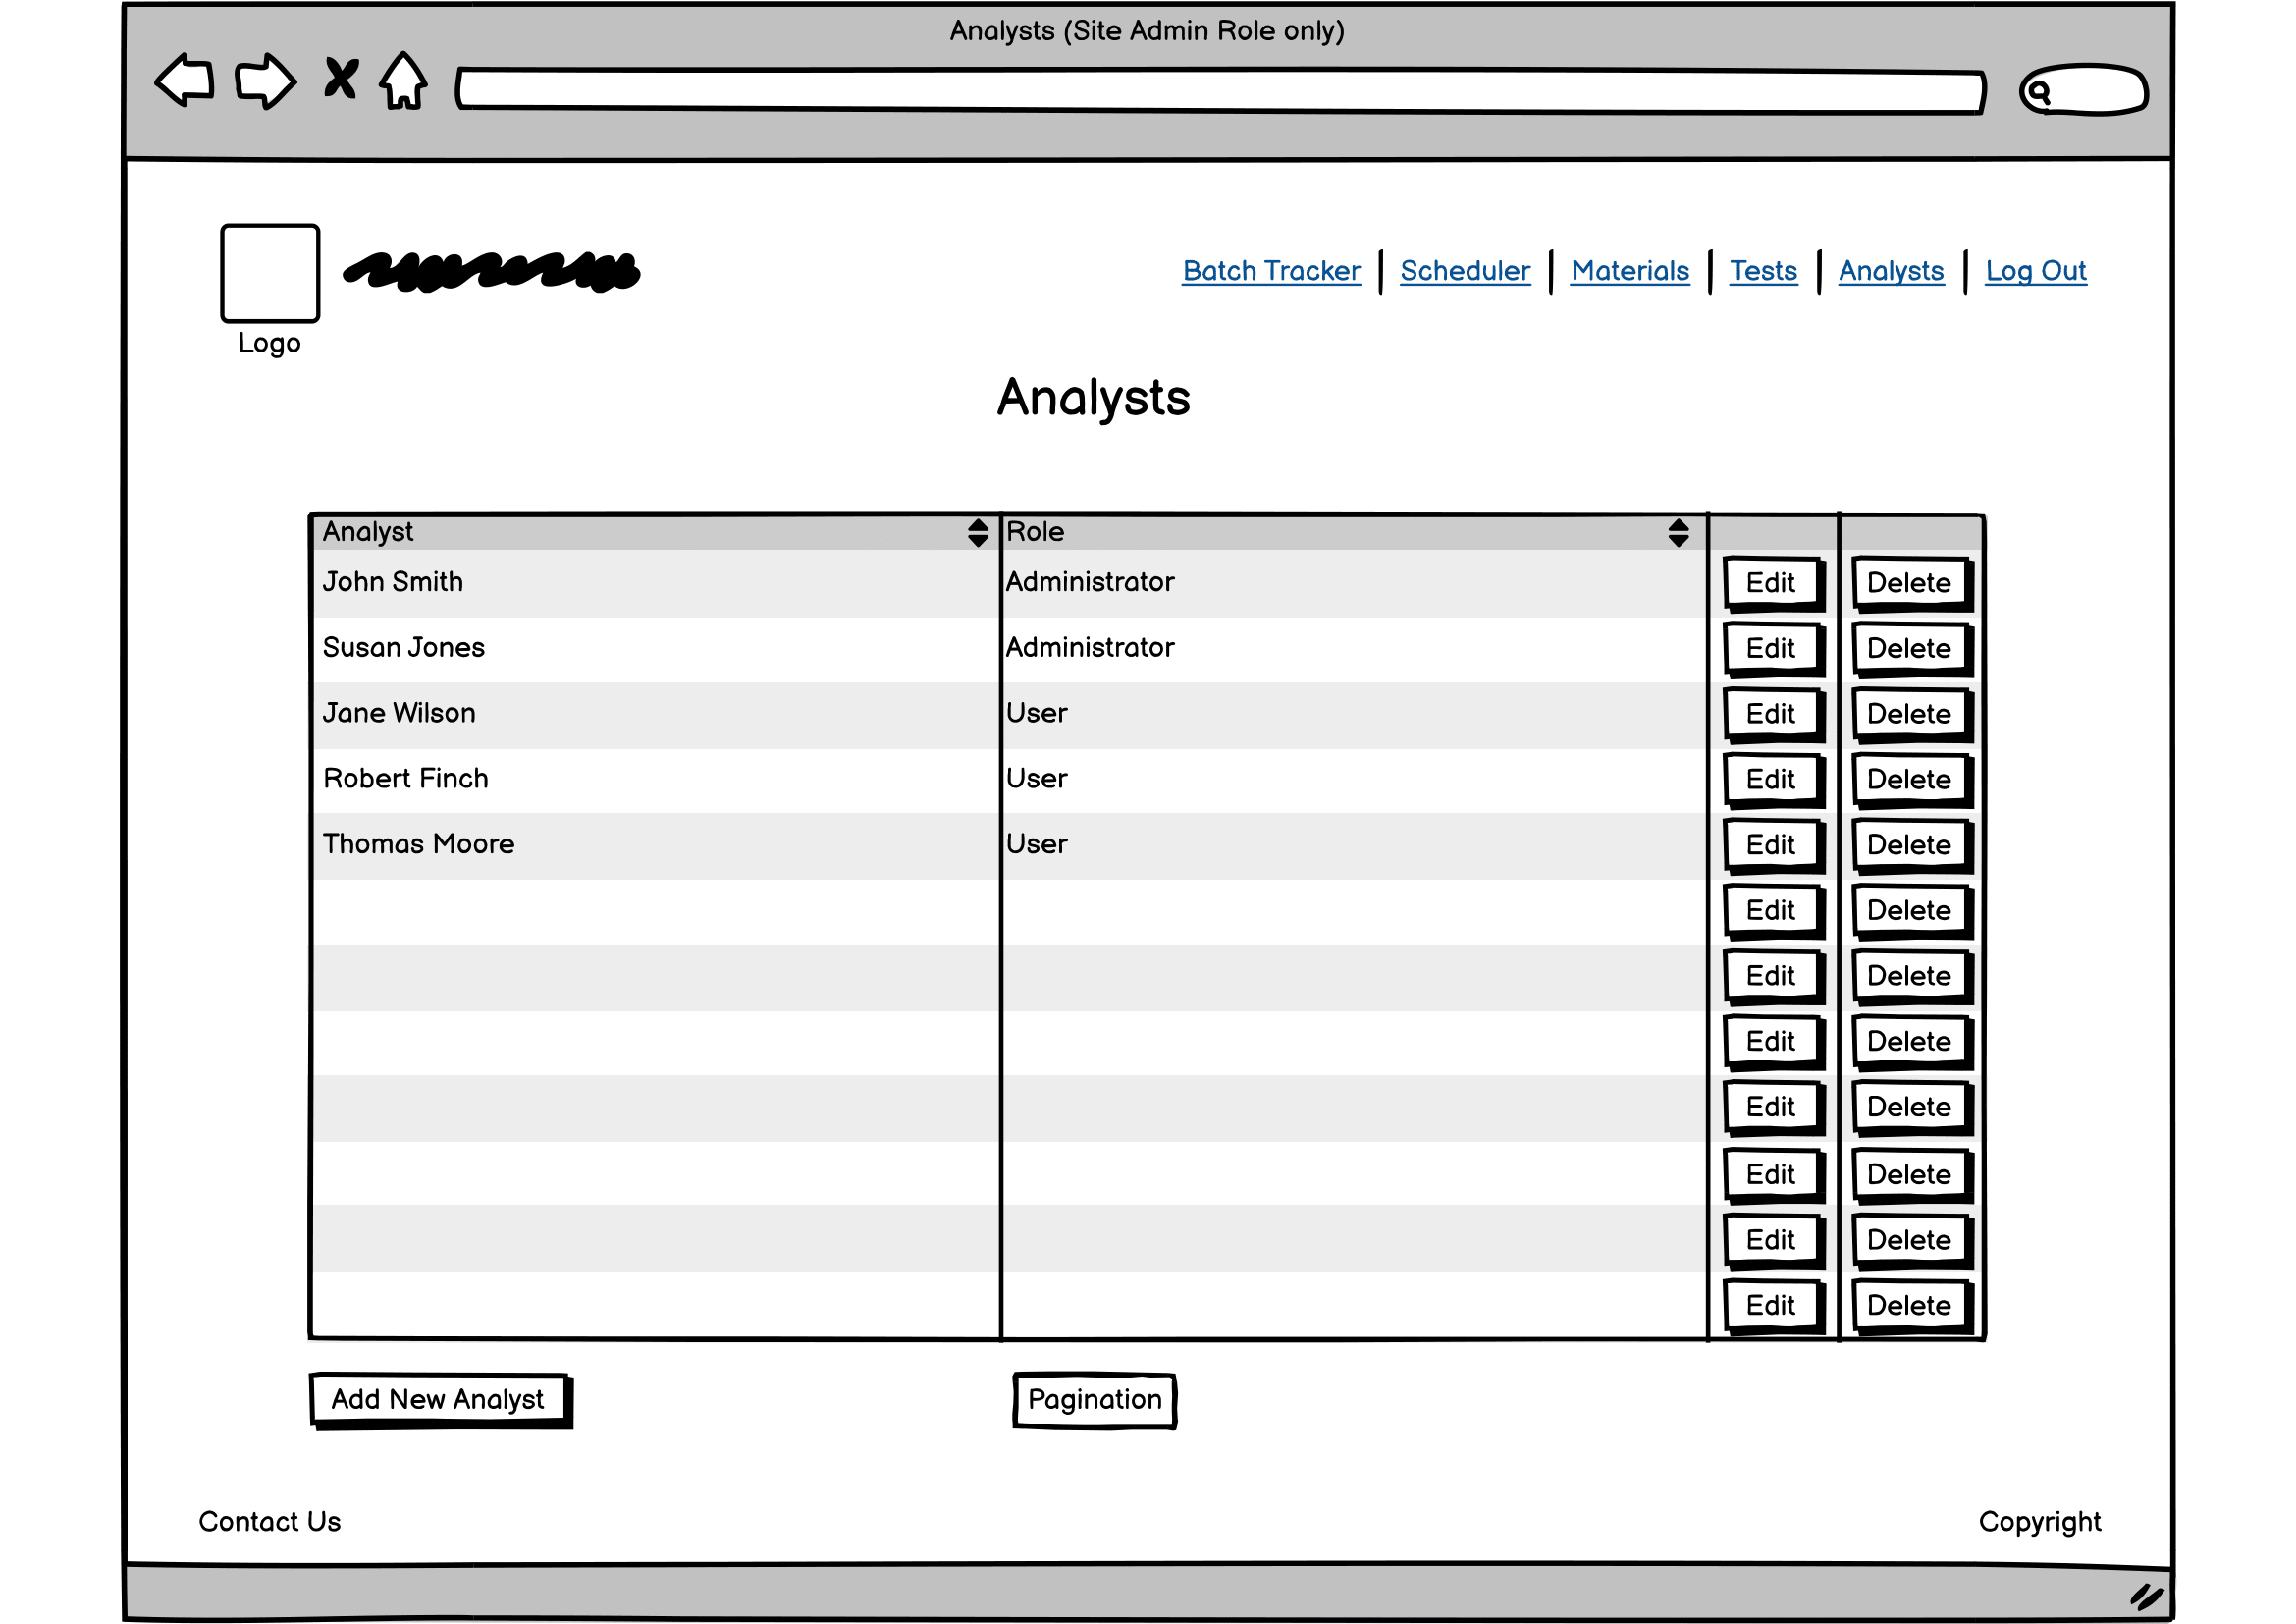 Analysts (Site Admin Role only)
Batch Tracker Scheduler Materials Tests Analysts Log Out
Logo
Analysts
Analyst Role
John Smith Administrator Edit Delete
Susan Jones Administrator Edit Delete
Jane Wilson User Edit Delete
Robert Finch User Edit Delete
Thomas Moore User Edit Delete
Edit Delete
Edit Delete
Edit Delete
Edit Delete
Edit Delete
Edit Delete
Edit Delete
Add New Analyst Pagination
Contact Us Copyright